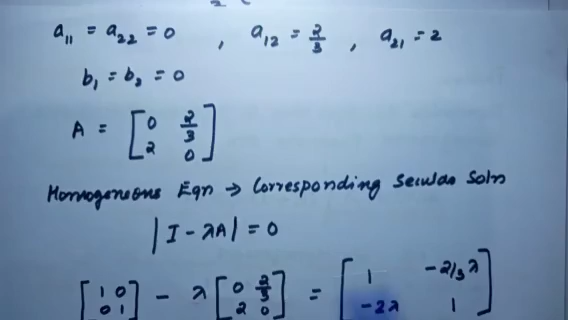 a₁₁ = a₂₂ = 0 , a₁₂ = 2/3 , a₂₁ = 2
b₁ = b₂ = 0
A = [0 2/3
2 0]
Homogeneous Eqn → Corresponding Secular Soln
|I - λA| = 0
[1 0 - λ [0 2/3 = [1 -2/3λ
0 1] 2 0] -2λ 1]